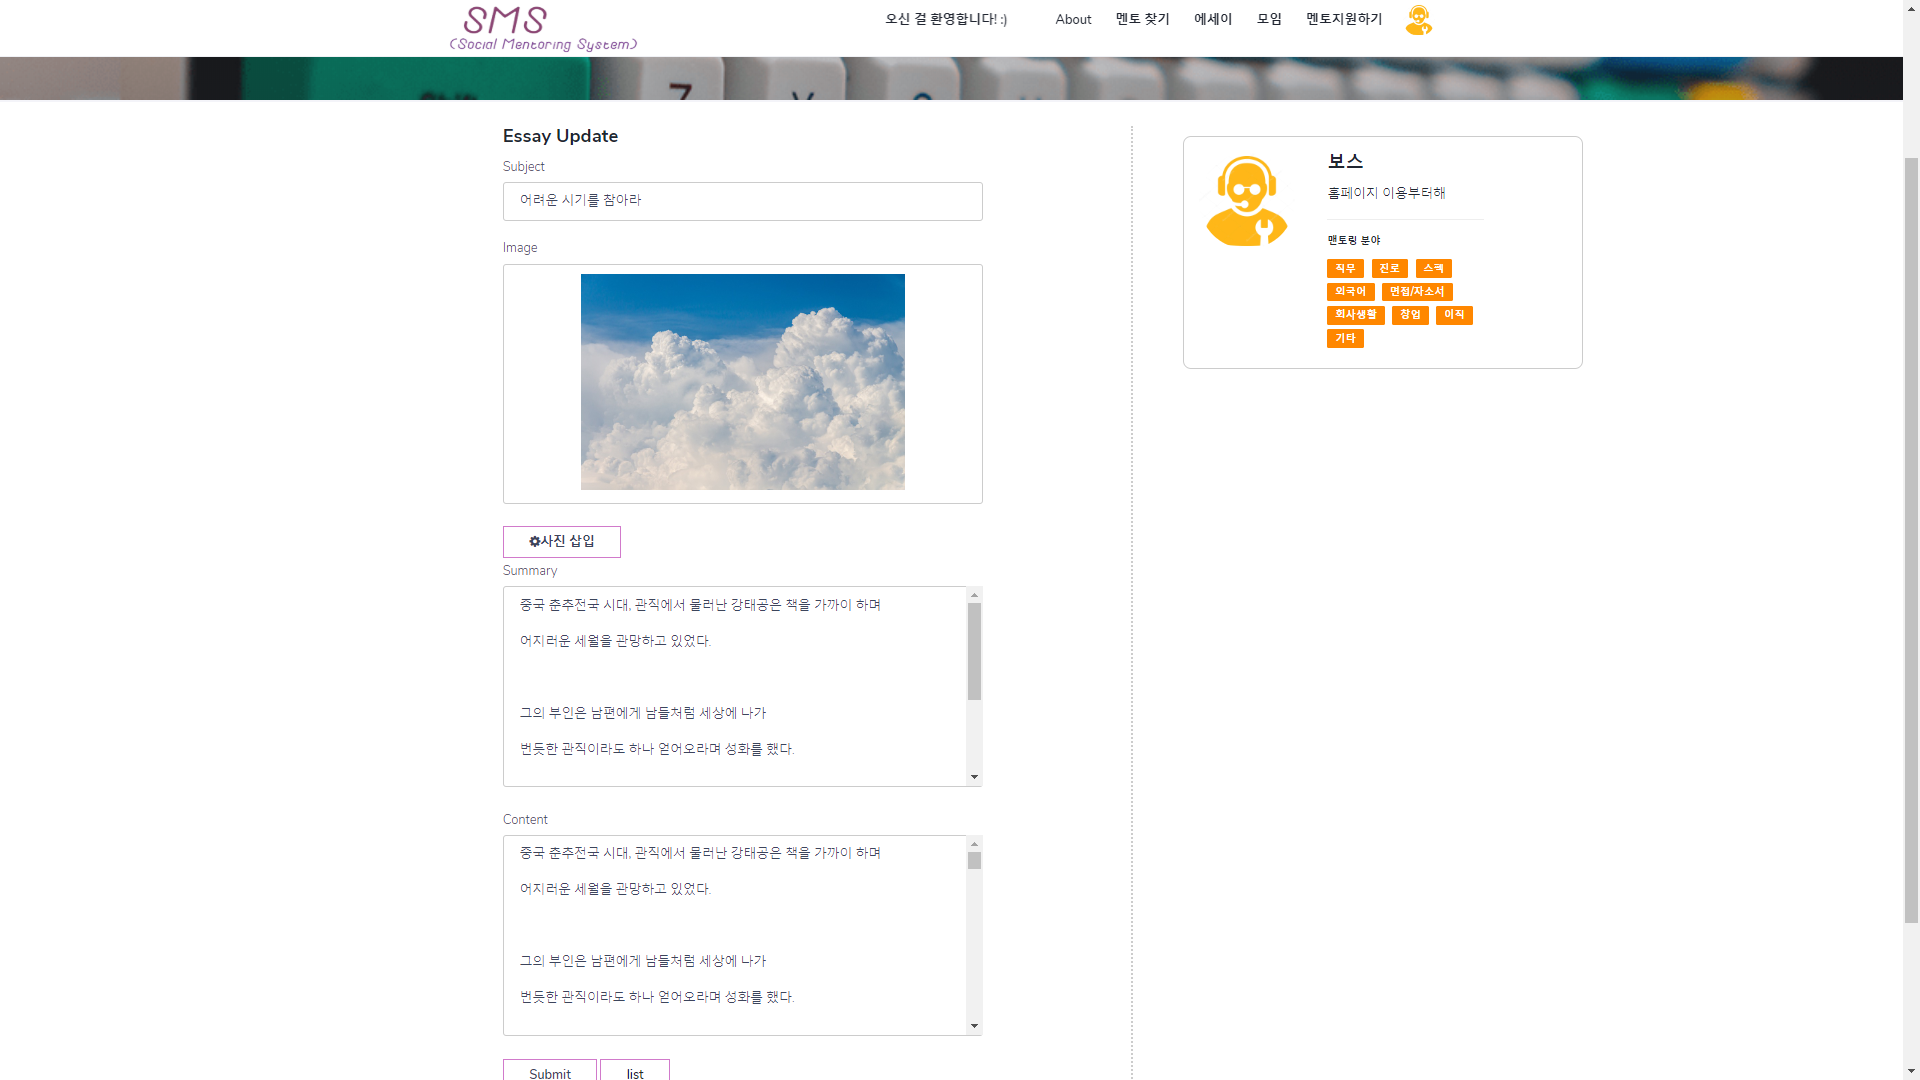 SMS
(Social Mentoring System)
오신 걸 환영합니다! :)
About
멘토 찾기
에세이
모임
멘토지원하기
Essay Update
Subject
어려운 시기를 참아라
Image
사진 삽입
Summary
중국 춘추전국 시대, 관직에서 물러난 강태공은 책을 가까이 하며
어지러운 세월을 관망하고 있었다.
그의 부인은 남편에게 남들처럼 세상에 나가
번듯한 관직이라도 하나 얻어오라며 성화를 했다.
Content
중국 춘추전국 시대, 관직에서 물러난 강태공은 책을 가까이 하며
어지러운 세월을 관망하고 있었다.
그의 부인은 남편에게 남들처럼 세상에 나가
번듯한 관직이라도 하나 얻어오라며 성화를 했다.
Submit list
보스
홈페이지 이용부터해
맨토링 분야
직무 진로 스펙
외국어 면접/자소서
회사생활 창업 이직
기타